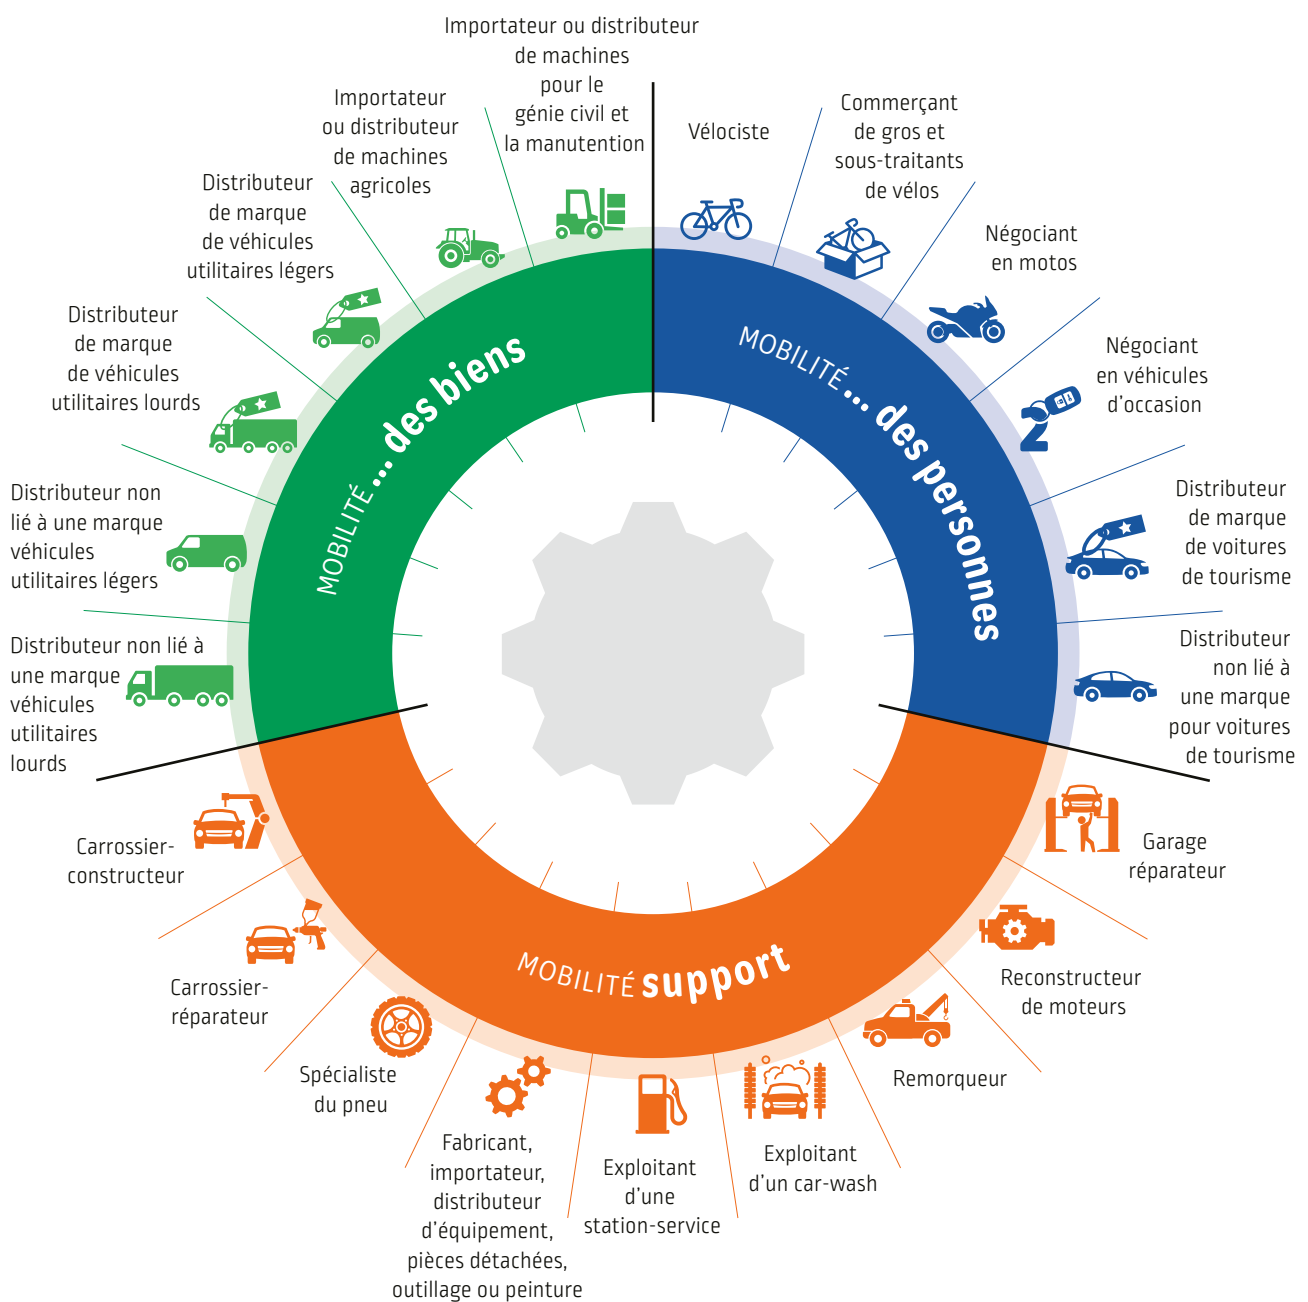 Importateur ou distributeur
de machines
pour le
génie civil et
la manutention
Vélociste
Commerçant
de gros et
sous-traitants
de vélos
Négociant
en motos
Négociant
en véhicules
d'occasion
Distributeur
de marque
de voitures
de tourisme
Distributeur
non lié à
une marque
pour voitures
de tourisme
Garage
réparateur
Reconstructeur
de moteurs
Remorqueur
Exploitant
d'un car-wash
Exploitant
d'une
station-service
Fabricant,
importateur,
distributeur
d'équipement,
pièces détachées,
outillage ou peinture
Spécialiste
du pneu
Carrossier-
réparateur
Carrossier-
constructeur
Distributeur non lié à
une marque
véhicules
utilitaires
lourds
Distributeur non
lié à une marque
véhicules
utilitaires légers
Distributeur
de marque
de véhicules
utilitaires lourds
Distributeur
de marque
de véhicules
utilitaires légers
Importateur
ou distributeur
de machines
agricoles
MOBILITÉ... des biens
MOBILITÉ... des personnes
MOBILITÉ support
2